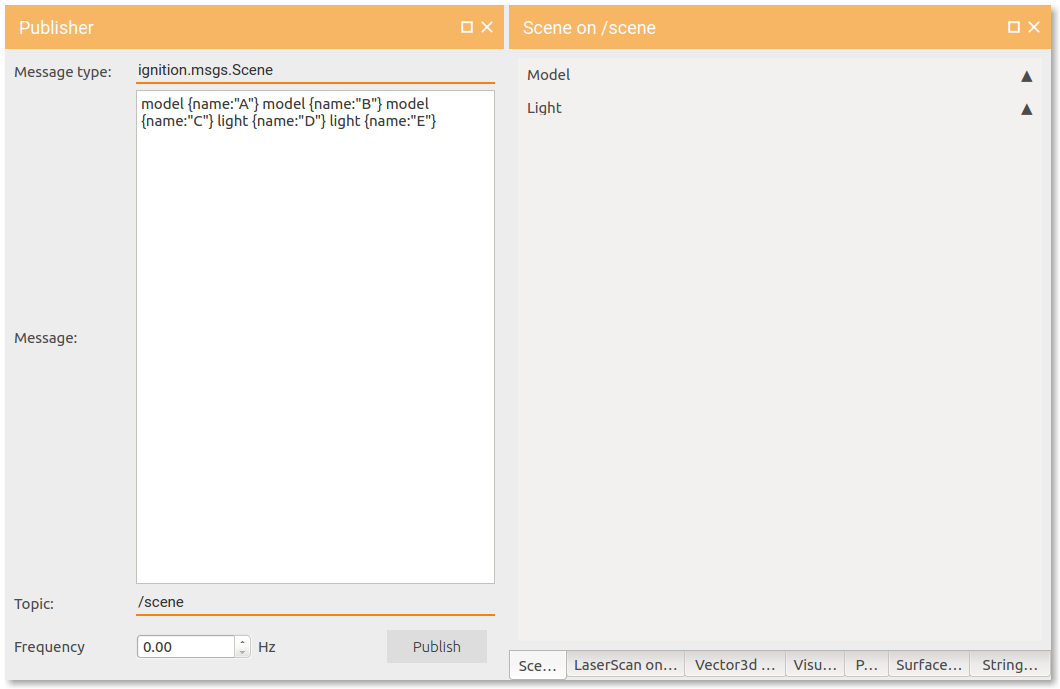 Publisher
Message type:
ignition.msgs.Scene
model {name:"A"} model {name:"B"} model
{name:"C"} light {name:"D"} light {name:"E"}
Message:
Topic:
/scene
Frequency
0.00
Hz
Publish
Scene on /scene
Model
Light
Sce...
LaserScan on...
Vector3d ...
Visu...
P...
Surface...
String...